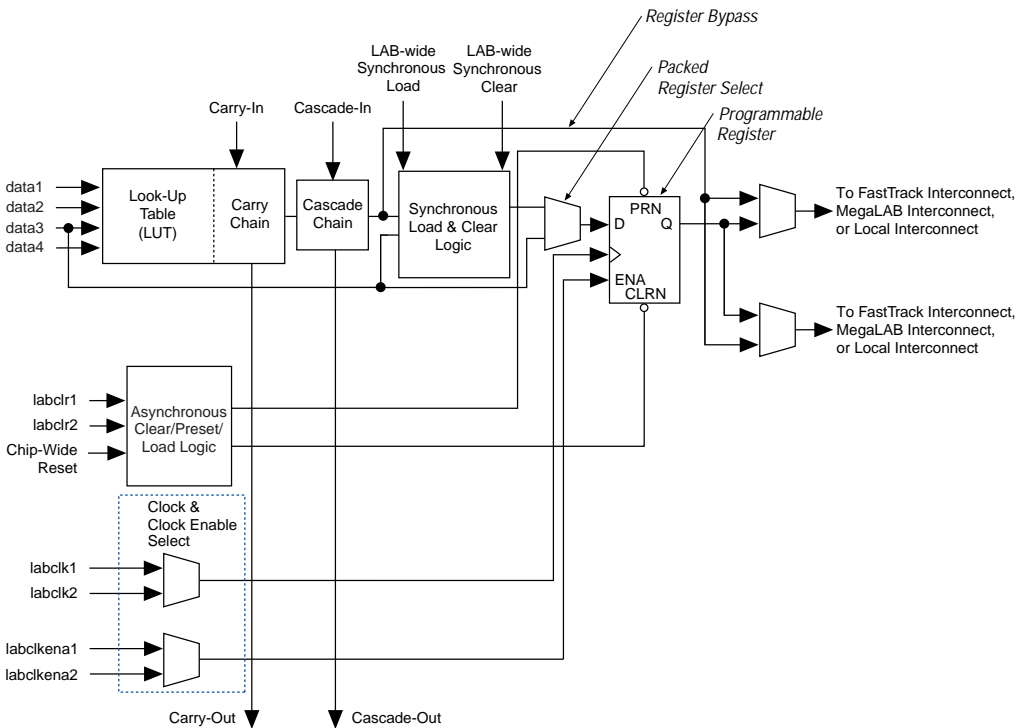 Register Bypass
LAB-wide
Synchronous
Load
LAB-wide
Synchronous
Clear
Packed
Register Select
Programmable
Register
Carry-In
Cascade-In
data1
data2
data3
data4
Look-Up
Table
(LUT)
Carry
Chain
Cascade
Chain
Synchronous
Load & Clear
Logic
PRN
D
Q
ENA
CLRN
To FastTrack Interconnect,
MegaLAB Interconnect,
or Local Interconnect
To FastTrack Interconnect,
MegaLAB Interconnect,
or Local Interconnect
labclr1
labclr2
Chip-Wide
Reset
Asynchronous
Clear/Preset/
Load Logic
Clock &
Clock Enable
Select
labclk1
labclk2
labclkena1
labclkena2
Carry-Out
Cascade-Out